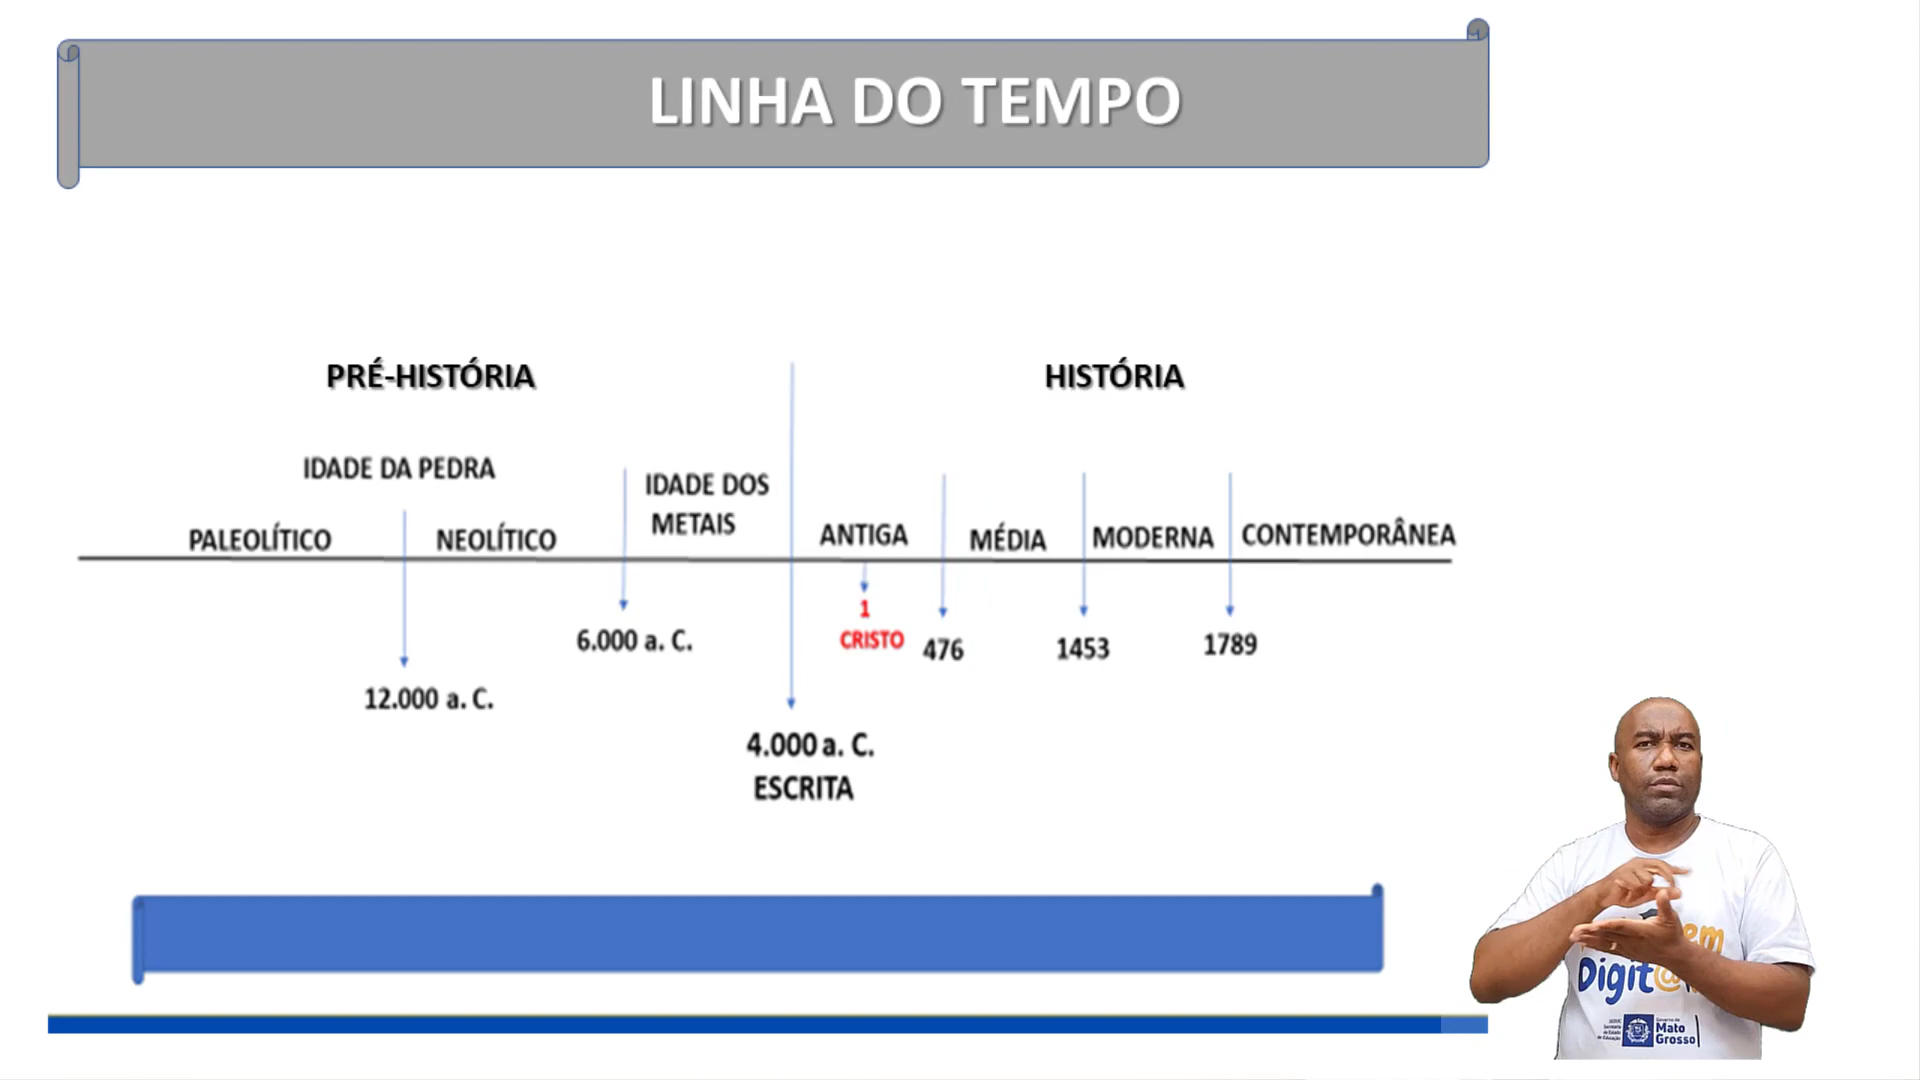 LINHA DO TEMPO
PRÉ-HISTÓRIA
HISTÓRIA
IDADE DA PEDRA
IDADE DOS
METAIS
PALEOLÍTICO
NEOLÍTICO
ANTIGA
MÉDIA
MODERNA
CONTEMPORÂNEA
1
CRISTO
6.000 a. C.
476
1453
1789
12.000 a. C.
4.000 a. C.
ESCRITA
em
Digit@
Mato
Grosso